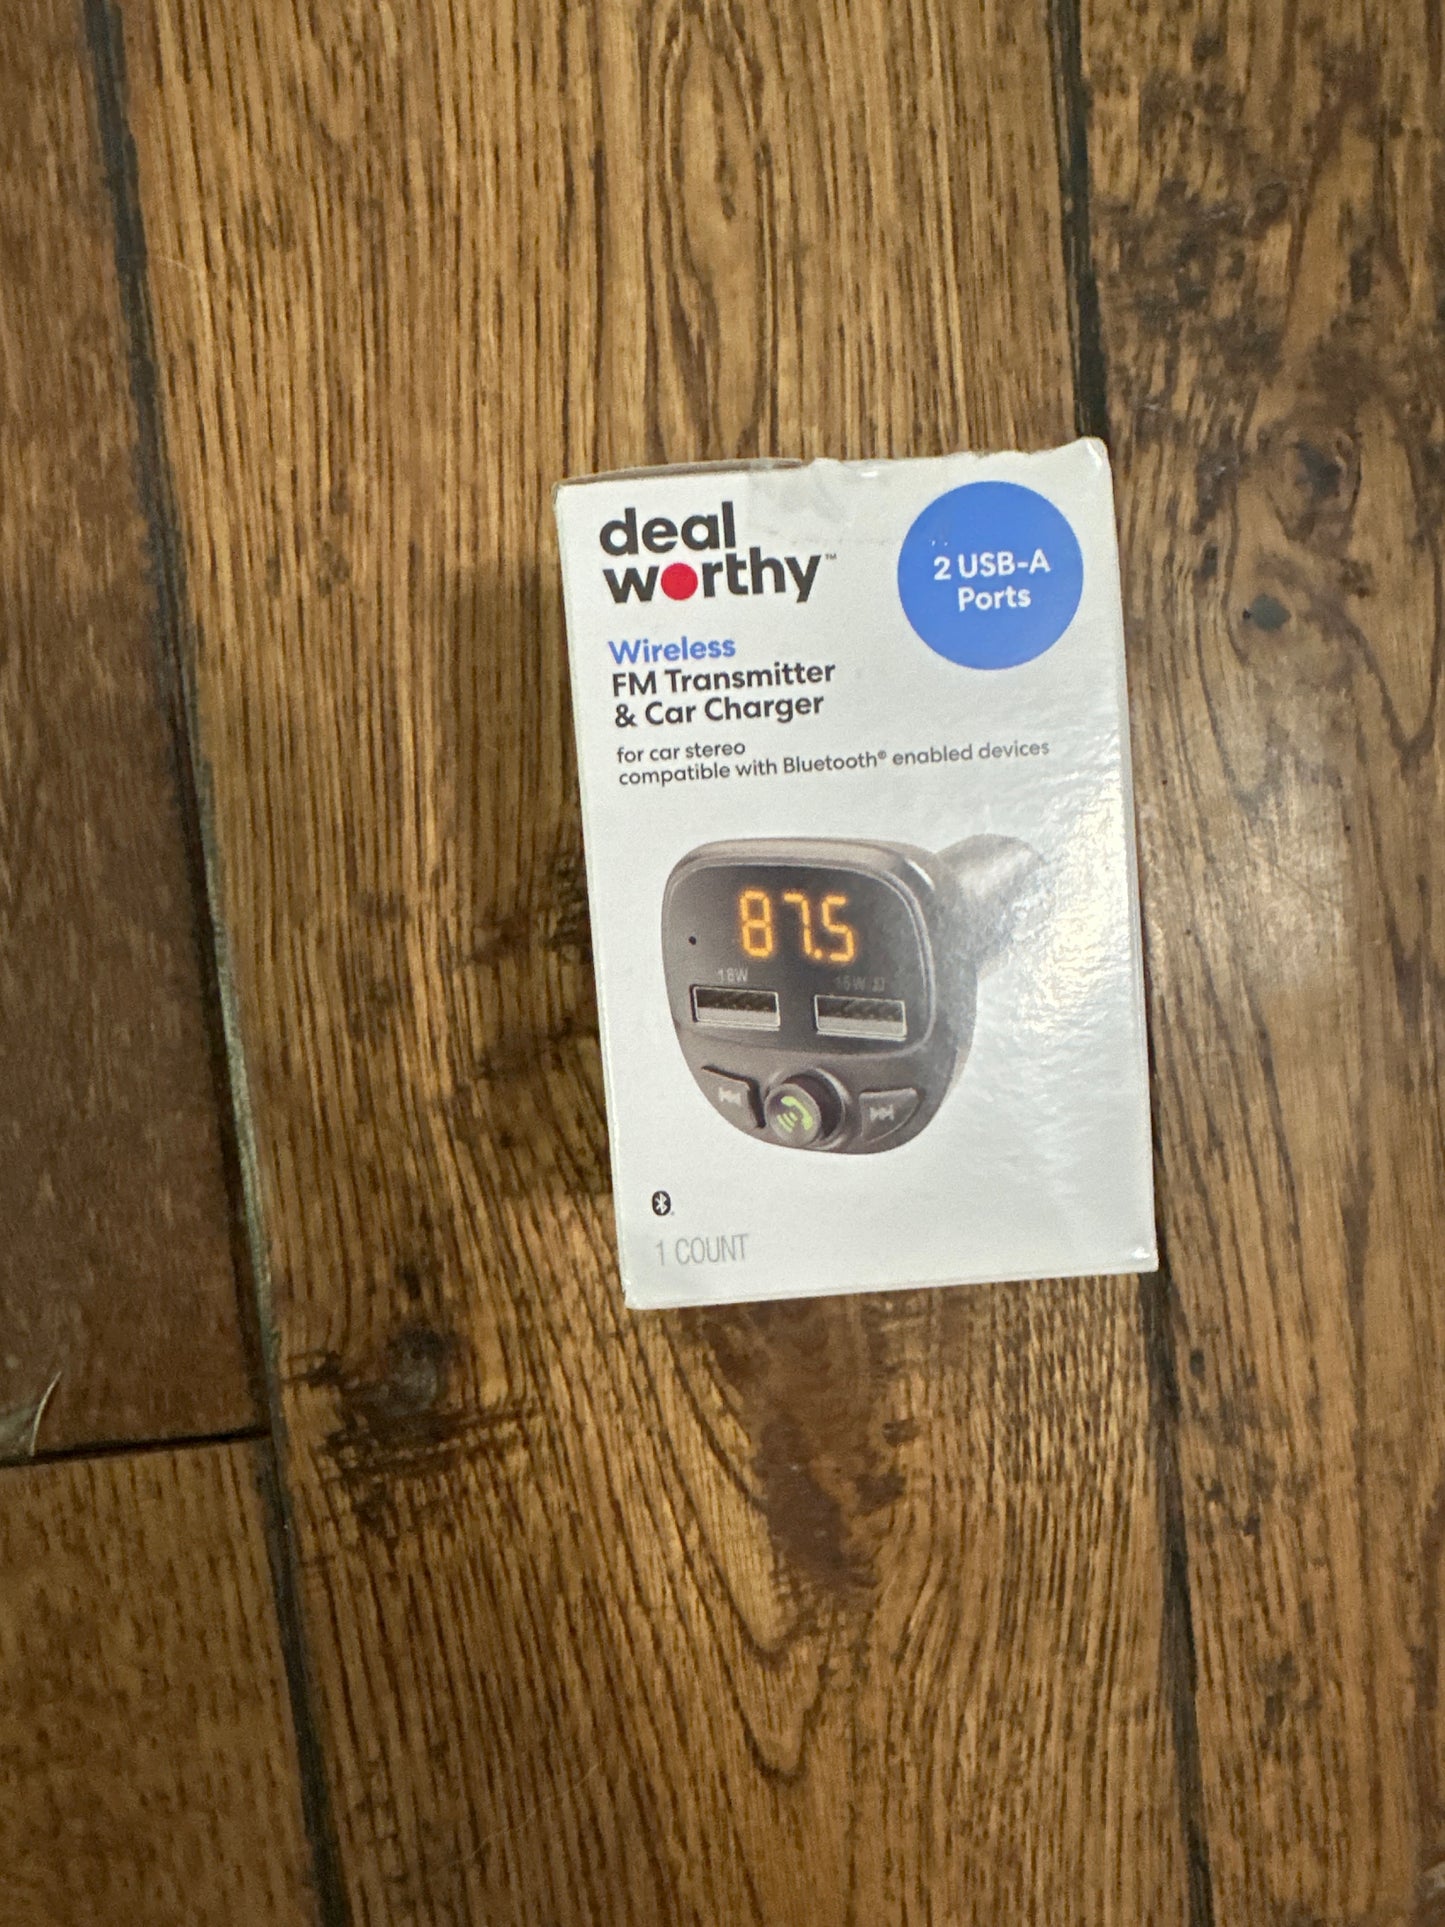 deal
worthy™
2 USB-A
Ports
Wireless
FM Transmitter
& Car Charger
for car stereo
compatible with Bluetooth® enabled devices
87.5
18W
1 COUNT